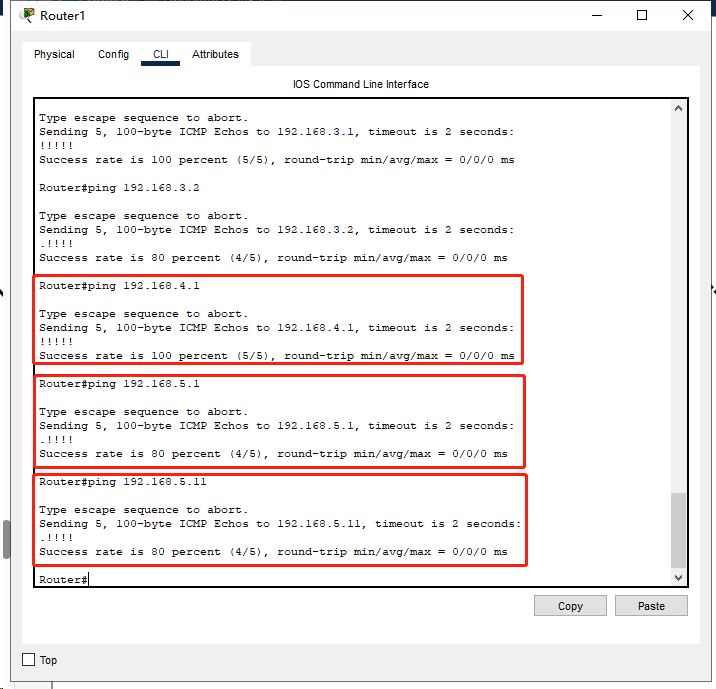 Router1
Physical Config CLI Attributes
IOS Command Line Interface
Type escape sequence to abort.
Sending 5, 100-byte ICMP Echos to 192.168.3.1, timeout is 2 seconds:
!!!!!
Success rate is 100 percent (5/5), round-trip min/avg/max = 0/0/0 ms
Router#ping 192.168.3.2
Type escape sequence to abort.
Sending 5, 100-byte ICMP Echos to 192.168.3.2, timeout is 2 seconds:
.!!!!
Success rate is 80 percent (4/5), round-trip min/avg/max = 0/0/0 ms
Router#ping 192.168.4.1
Type escape sequence to abort.
Sending 5, 100-byte ICMP Echos to 192.168.4.1, timeout is 2 seconds:
!!!!!
Success rate is 100 percent (5/5), round-trip min/avg/max = 0/0/0 ms
Router#ping 192.168.5.1
Type escape sequence to abort.
Sending 5, 100-byte ICMP Echos to 192.168.5.1, timeout is 2 seconds:
.!!!!
Success rate is 80 percent (4/5), round-trip min/avg/max = 0/0/0 ms
Router#ping 192.168.5.11
Type escape sequence to abort.
Sending 5, 100-byte ICMP Echos to 192.168.5.11, timeout is 2 seconds:
.!!!!
Success rate is 80 percent (4/5), round-trip min/avg/max = 0/0/0 ms
Router#
Copy Paste
Top